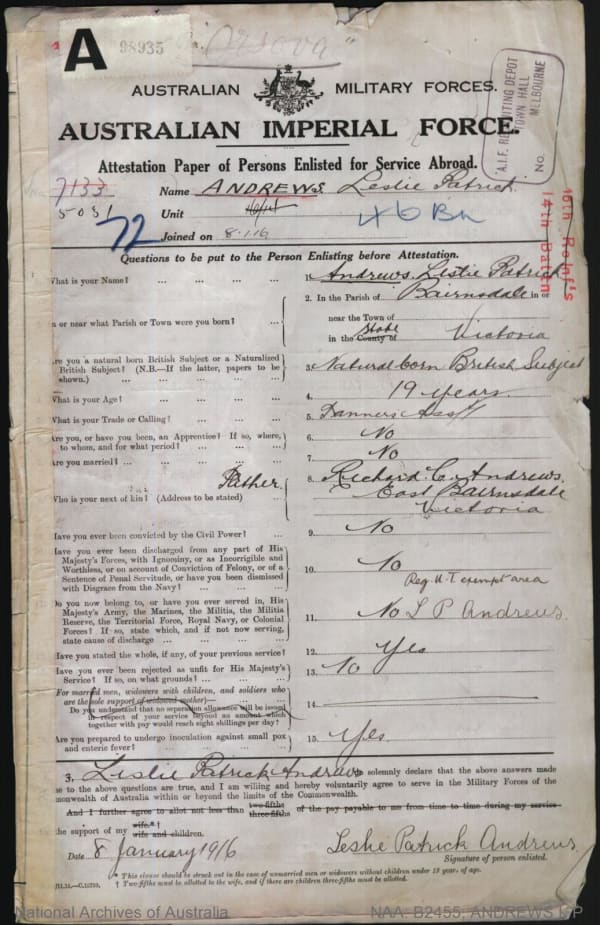 A 98935
"Orsova"
AUSTRALIAN MILITARY FORCES.
AUSTRALIAN IMPERIAL FORCE.
A.I.F. RECRUITING DEPOT
TOWN HALL
MELBOURNE
No.
Attestation Paper of Persons Enlisted for Service Abroad.
7133 Name ANDREWS Leslie Patrick
5031 Unit 46 Bn
72 Joined on 8.1.16
16th Reinf's
14th Battn
Questions to be put to the Person Enlisting before Attestation.
What is your Name? ... ... ... ... 1. Andrews Leslie Patrick
2. In the Parish of Bairnsdale in or
In or near what Parish or Town were you born? ... near the Town of
in the County of State Victoria
Are you a natural born British Subject or a Naturalized
British Subject? (N.B.—If the latter, papers to be
shown.) 3. Natural born British Subject
What is your Age? 4. 19 years
What is your Trade or Calling? 5. Tanners Ass't
Are you, or have you been, an Apprentice? If so, where,
to whom, and for what period? 6. No
Are you married? 7. No
Father. 8. Richard C. Andrews.
Who is your next of kin? (Address to be stated) East Bairnsdale
Victoria
Have you ever been convicted by the Civil Power? 9. No
Have you ever been discharged from any part of His
Majesty's Forces, with Ignominy, or as Incorrigible and
Worthless, or on account of Conviction of Felony, or of a
Sentence of Penal Servitude, or have you been dismissed
with Disgrace from the Navy? 10. No
Reg. U.T. exempt area
Do you now belong to, or have you ever served in, His
Majesty's Army, the Marines, the Militia, the Militia
Reserve, the Territorial Force, Royal Navy, or Colonial
Forces? If so, state which, and if not now serving,
state cause of discharge 11. No L P Andrews
Have you stated the whole, if any, of your previous service? 12. Yes
Have you ever been rejected as unfit for His Majesty's
Service? If so, on what grounds? 13. No
For married men, widowers with children, and soldiers who
are the sole support of widowed mother—
Do you understand that no separation allowance will be issued
in respect of your service beyond an amount which
together with pay would reach eight shillings per day? 14.
Are you prepared to undergo inoculation against small pox
and enteric fever? 15. Yes
3. Leslie Patrick Andrews do solemnly declare that the above answers made
me to the above questions are true, and I am willing and hereby voluntarily agree to serve in the Military Forces of the
monwealth of Australia within or beyond the limits of the Commonwealth.
And I further agree to allot not less than two-fifths three-fifths of the pay payable to me from time to time during my service
the support of my wife*† wife and children.
Date 8 January 1916 Leslie Patrick Andrews
Signature of person enlisted.
* This clause should be struck out in the case of unmarried men or widowers without children under 18 years of age.
† Two-fifths must be allotted to the wife, and if there are children three-fifths must be allotted.
National Archives of Australia NAA: B2455, ANDREWS L P